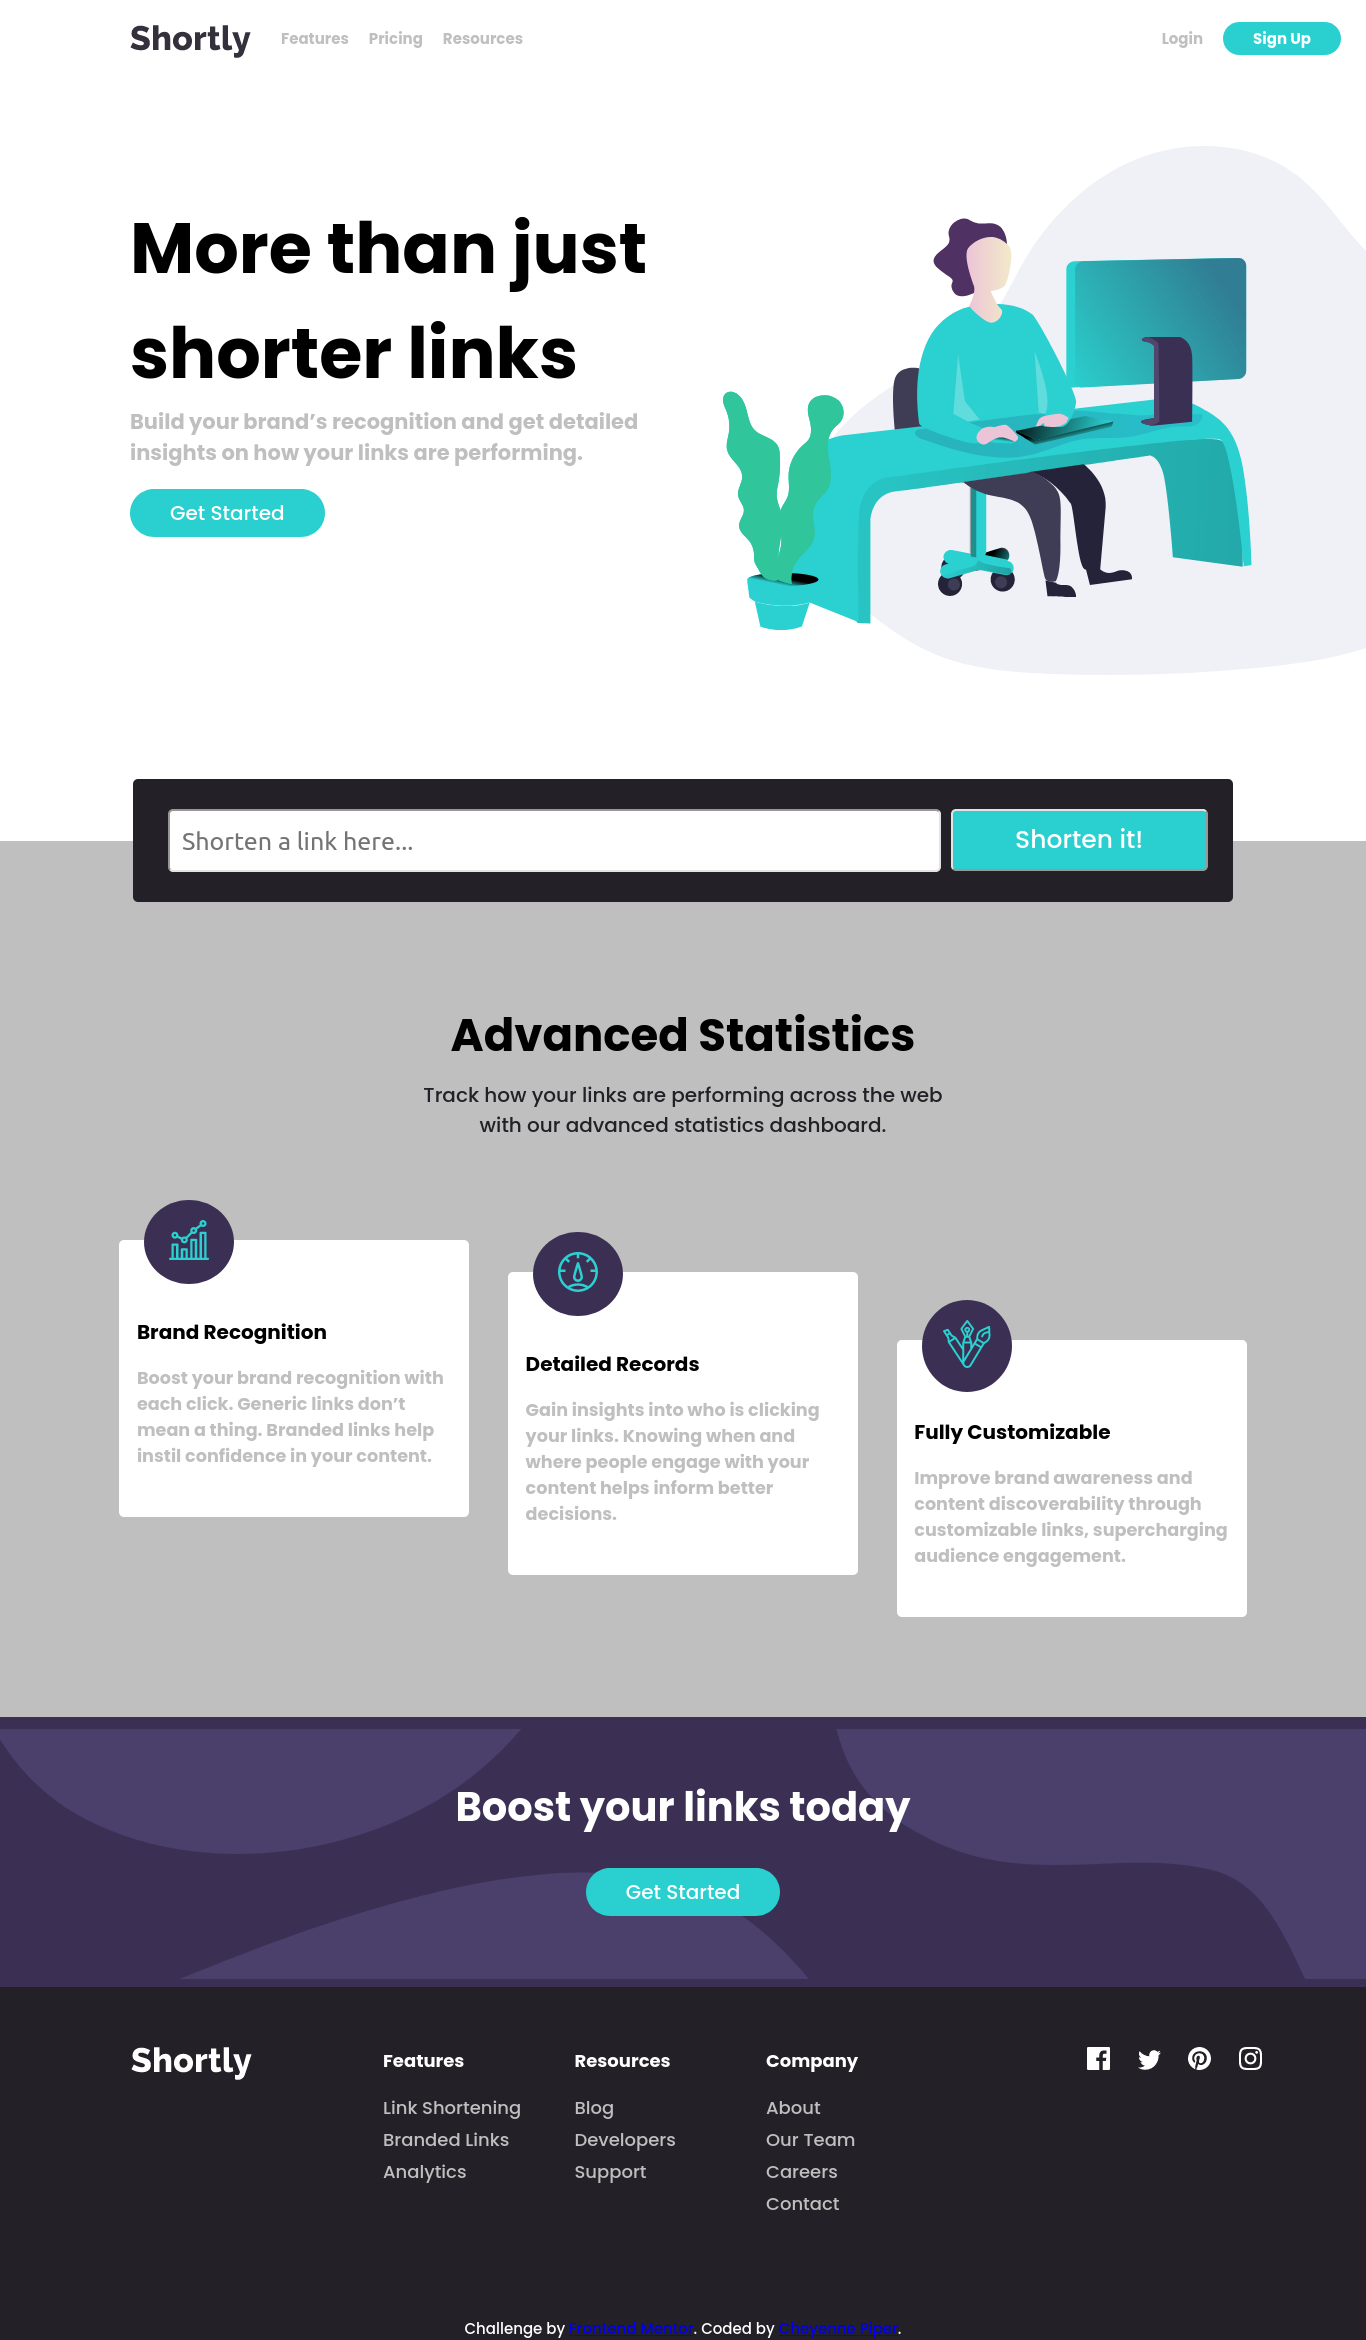 Shortly Features Pricing Resources Login Sign Up
More than just
shorter links
Build your brand’s recognition and get detailed
insights on how your links are performing.
Get Started
Shorten a link here... Shorten it!
Advanced Statistics
Track how your links are performing across the web
with our advanced statistics dashboard.
Brand Recognition
Boost your brand recognition with
each click. Generic links don’t
mean a thing. Branded links help
instil confidence in your content.
Detailed Records
Gain insights into who is clicking
your links. Knowing when and
where people engage with your
content helps inform better
decisions.
Fully Customizable
Improve brand awareness and
content discoverability through
customizable links, supercharging
audience engagement.
Boost your links today
Get Started
Shortly
Features
Link Shortening
Branded Links
Analytics
Resources
Blog
Developers
Support
Company
About
Our Team
Careers
Contact
Challenge by Frontend Mentor. Coded by Cheyenne Piper.